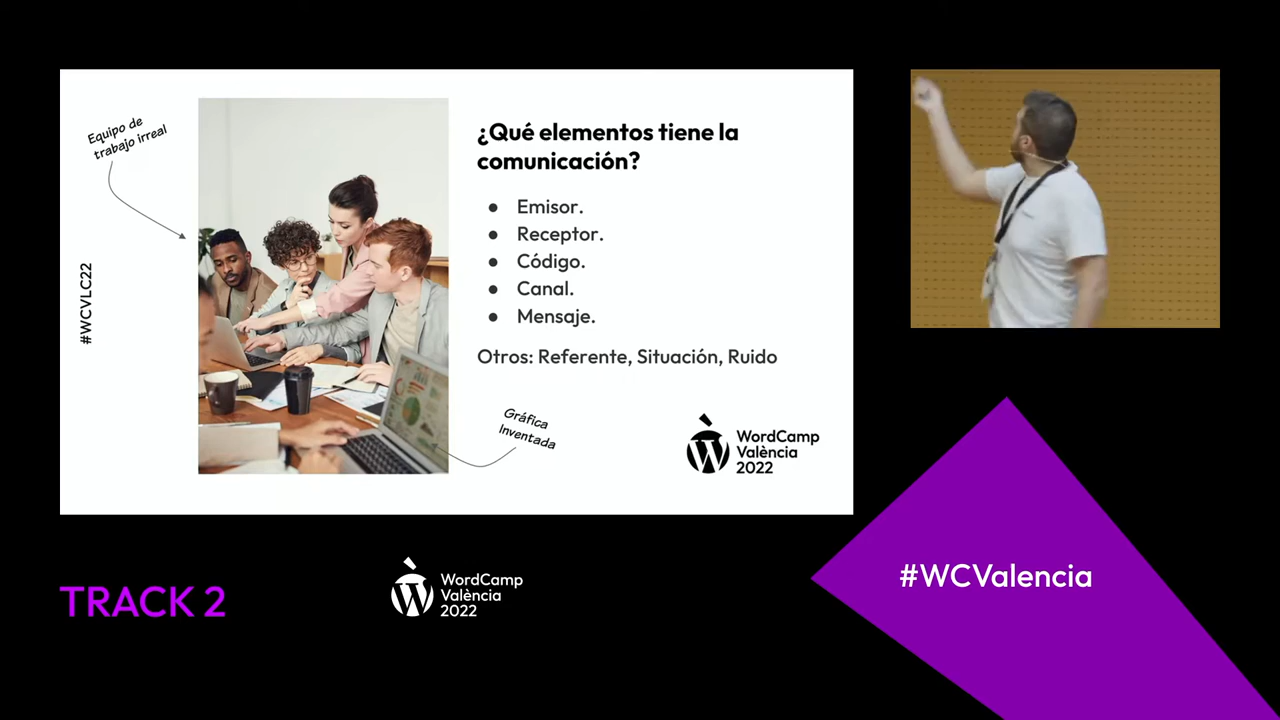 Equipo de
trabajo irreal
#WCVLC22
¿Qué elementos tiene la
comunicación?
● Emisor.
● Receptor.
● Código.
● Canal.
● Mensaje.
Otros: Referente, Situación, Ruido
Gráfica
Inventada
WordCamp
València
2022
TRACK 2
WordCamp
València
2022
#WCValencia